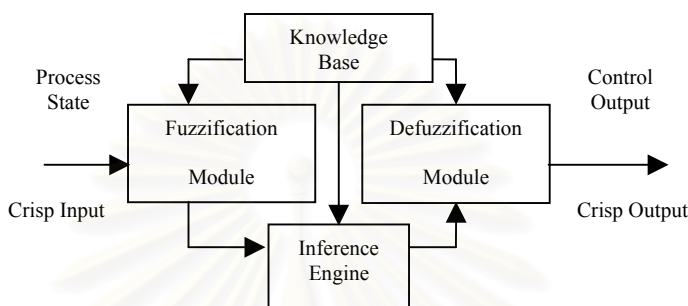 Knowledge
Base
Process
State
Control
Output
Fuzzification
Module
Defuzzification
Module
Crisp Input
Crisp Output
Inference
Engine